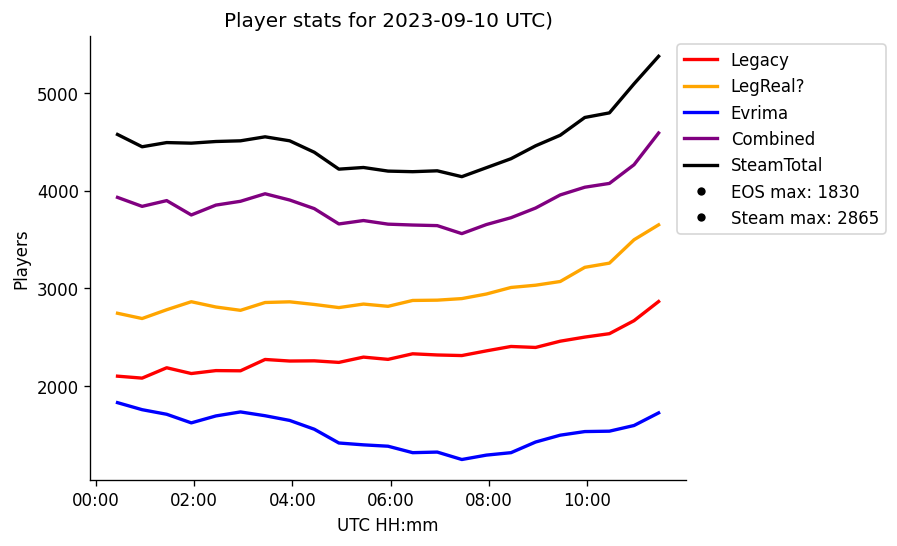 Player stats for 2023-09-10 UTC)
Legacy
LegReal?
Evrima
Combined
SteamTotal
EOS max: 1830
Steam max: 2865
Players
5000
4000
3000
2000
00:00 02:00 04:00 06:00 08:00 10:00
UTC HH:mm